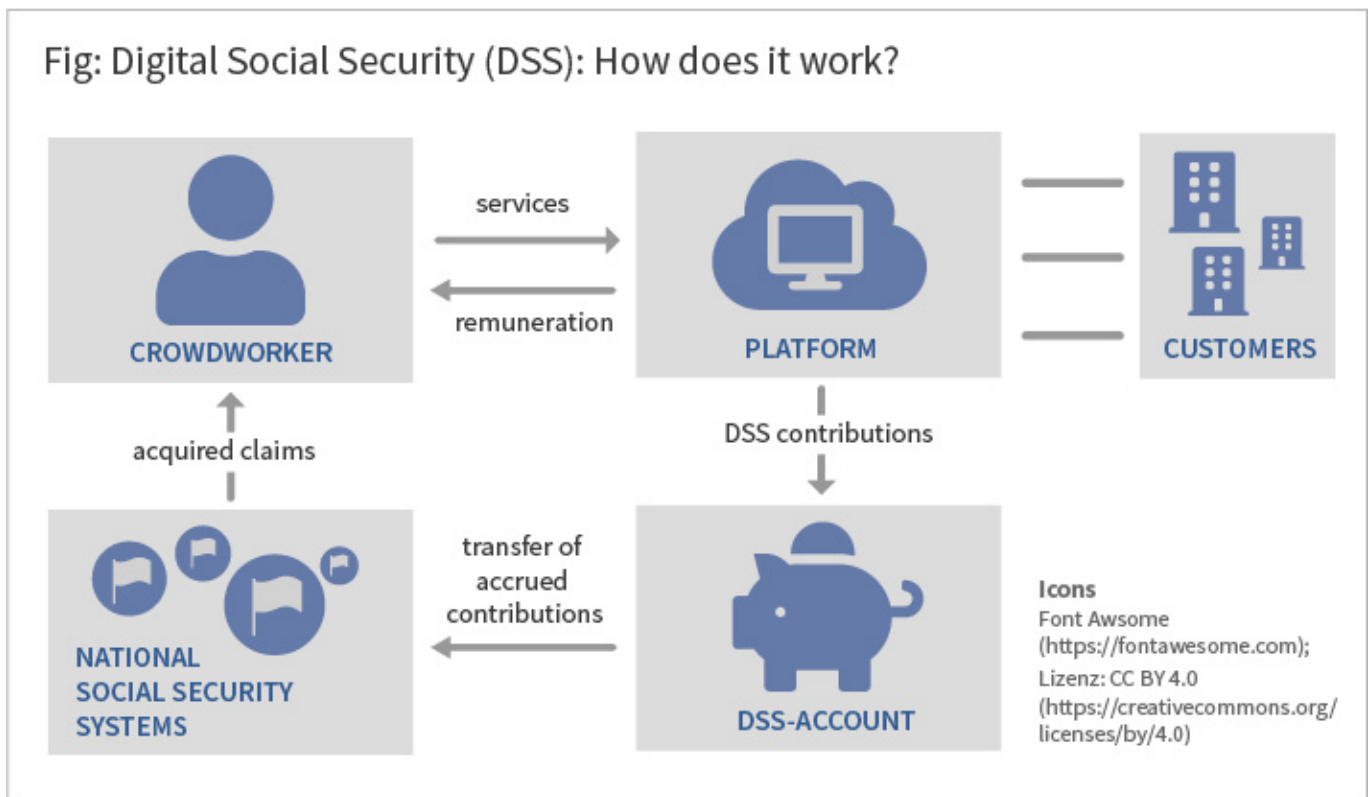 Fig: Digital Social Security (DSS): How does it work?
services
remuneration
CROWDWORKER
PLATFORM
CUSTOMERS
acquired claims
DSS contributions
transfer of
accrued
contributions
NATIONAL
SOCIAL SECURITY
SYSTEMS
DSS-ACCOUNT
Icons
Font Awsome
(https://fontawesome.com);
Lizenz: CC BY 4.0
(https://creativecommons.org/
licenses/by/4.0)